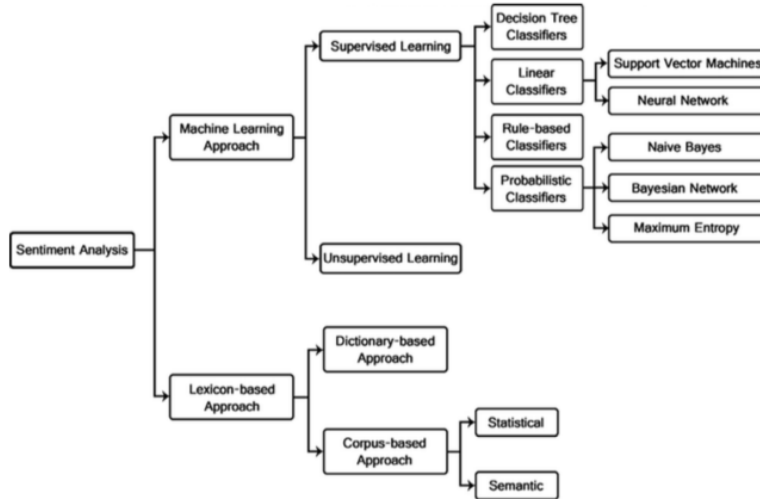 Decision Tree
Classifiers
Supervised Learning
Linear
Classifiers
Support Vector Machines
Neural Network
Machine Learning
Approach
Rule-based
Classifiers
Naive Bayes
Probabilistic
Classifiers
Bayesian Network
Maximum Entropy
Sentiment Analysis
Unsupervised Learning
Dictionary-based
Approach
Lexicon-based
Approach
Corpus-based
Approach
Statistical
Semantic